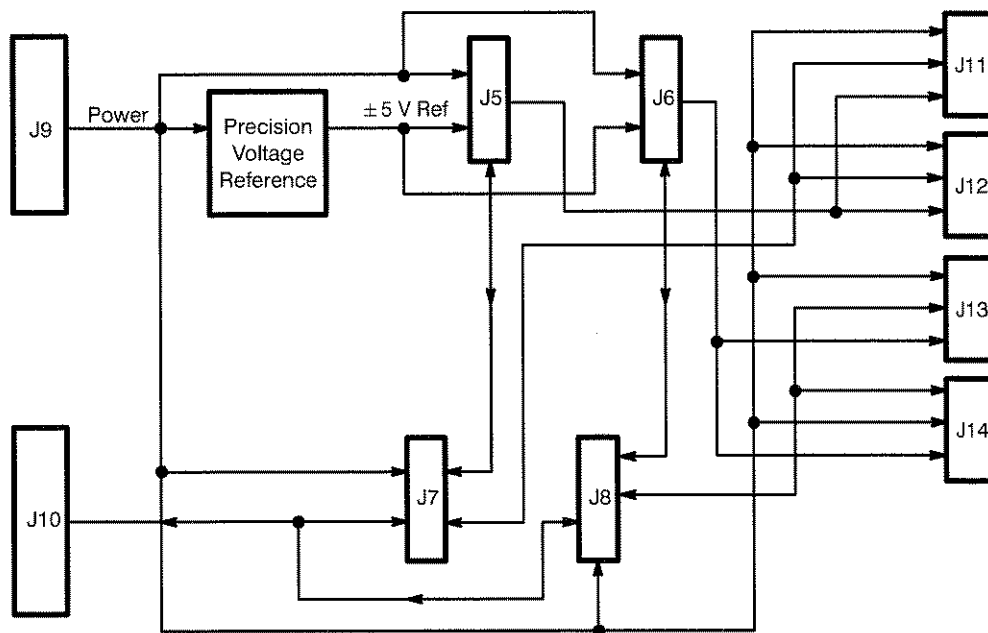 J9
Power
Precision
Voltage
Reference
± 5 V Ref
J5
J6
J11
J12
J13
J14
J10
J7
J8